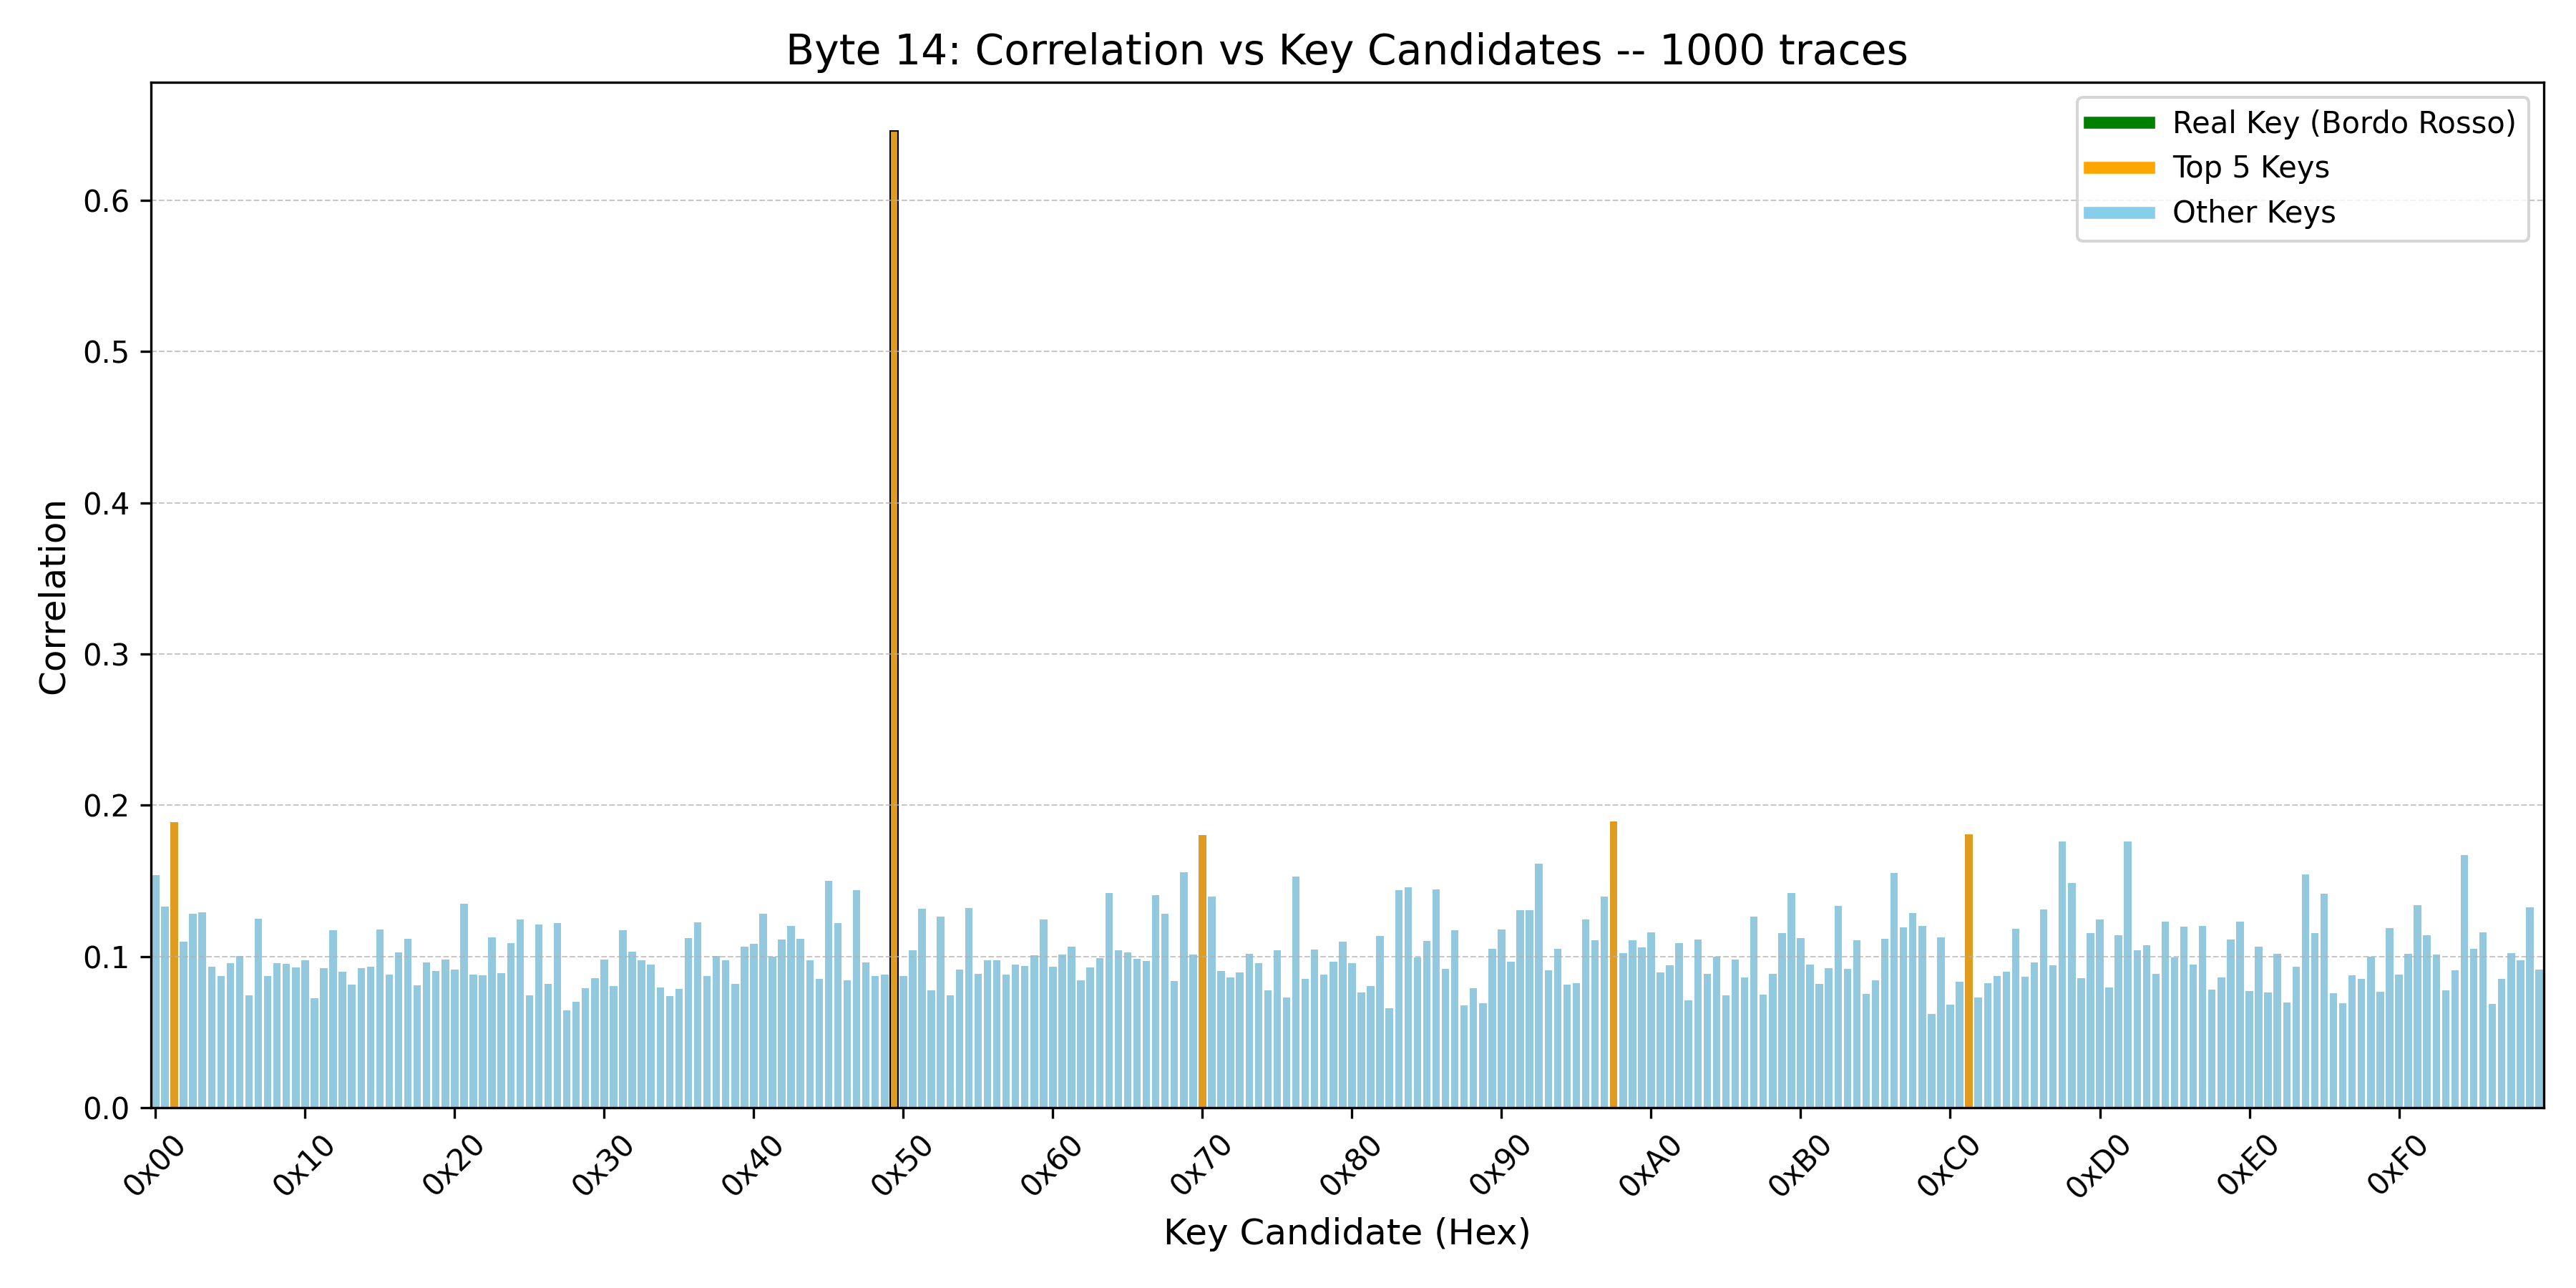 Byte 14: Correlation vs Key Candidates -- 1000 traces
Real Key (Bordo Rosso)
Top 5 Keys
Other Keys
Correlation
0.6
0.5
0.4
0.3
0.2
0.1
0.0
0x00
0x10
0x20
0x30
0x40
0x50
0x60
0x70
0x80
0x90
0xA0
0xB0
0xC0
0xD0
0xE0
0xF0
Key Candidate (Hex)